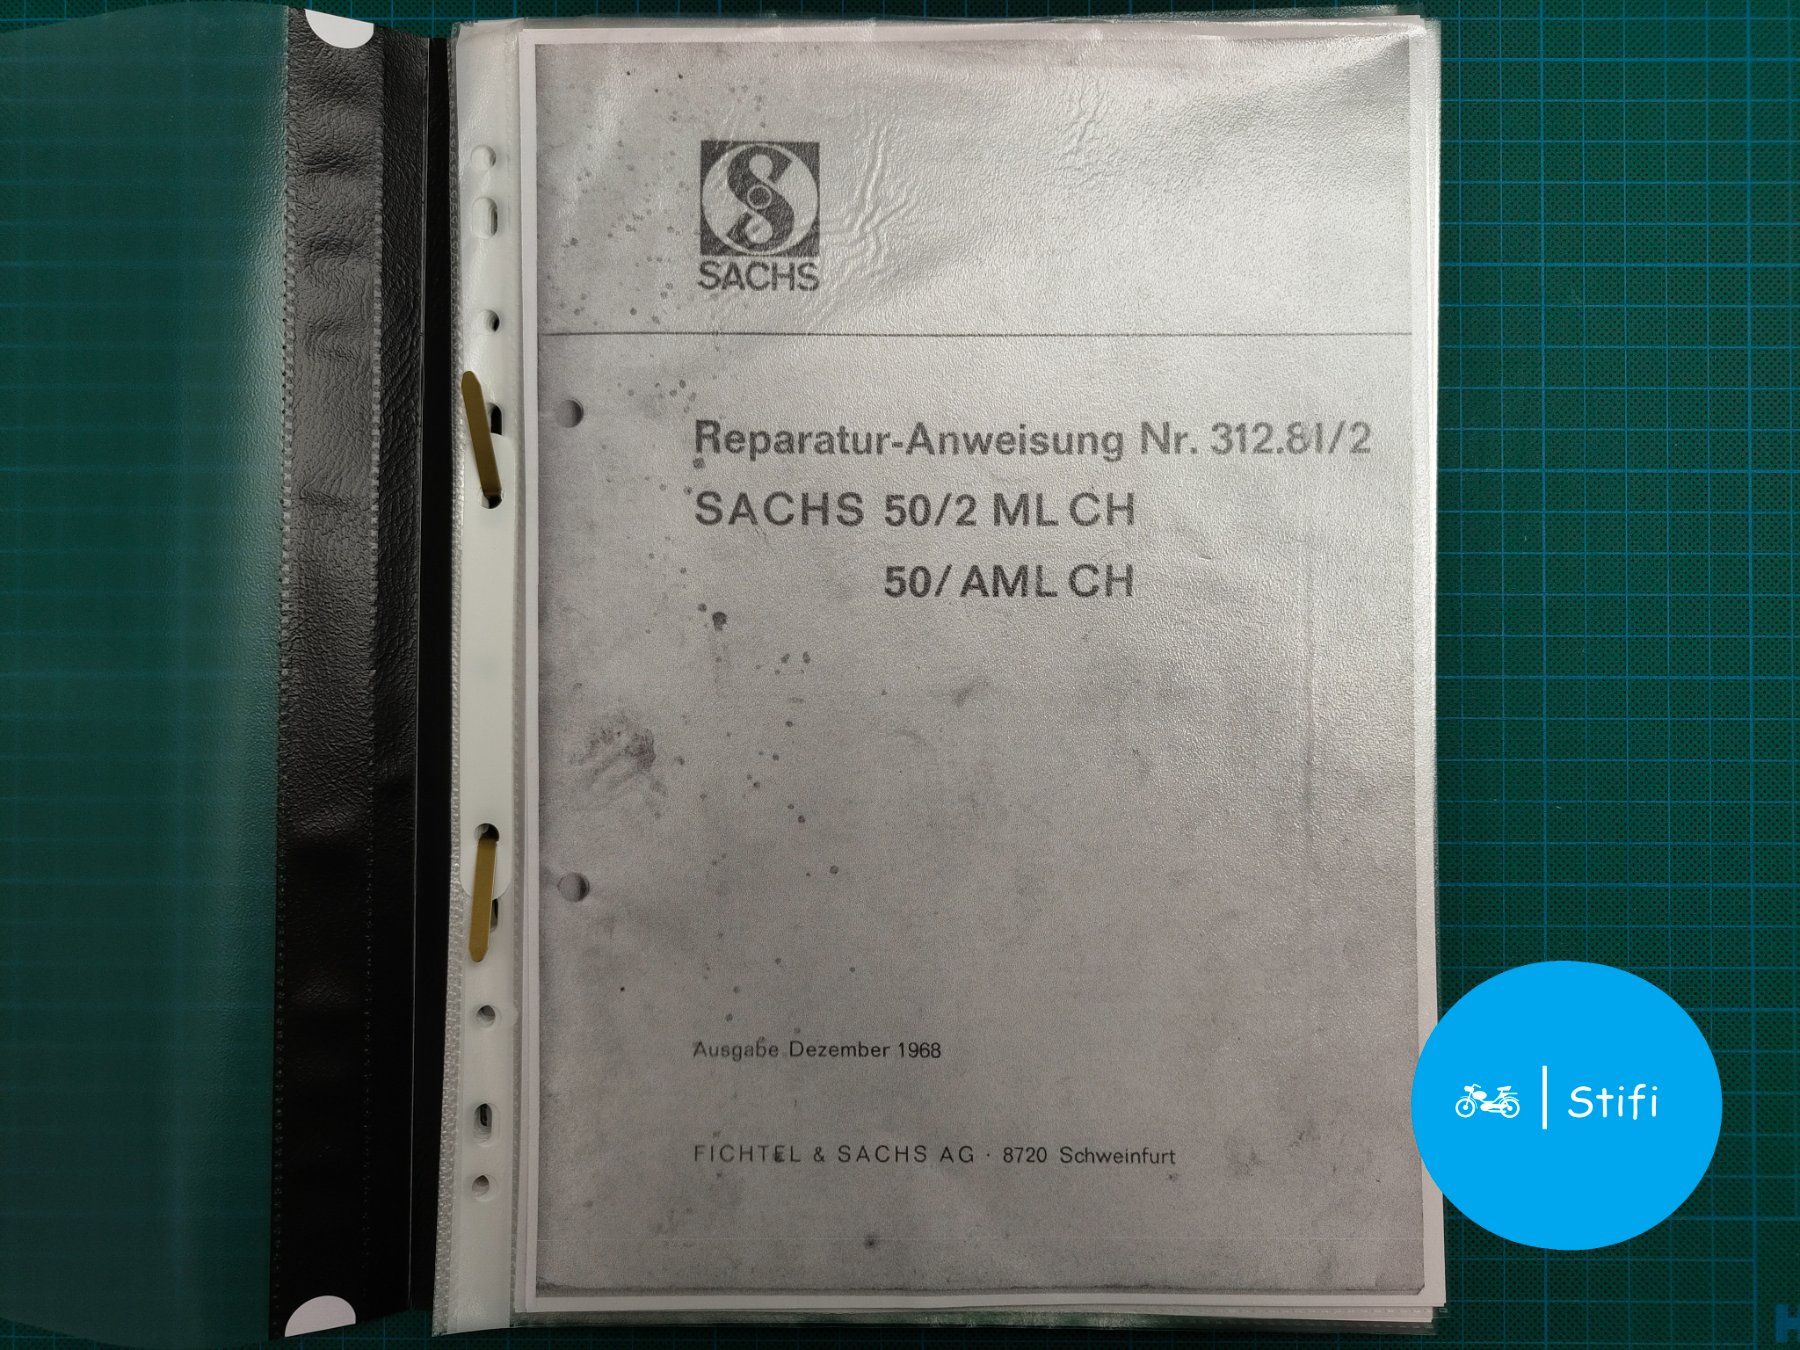 SACHS
Reparatur-Anweisung Nr. 312.81/2
SACHS 50/2 ML CH
50/ AML CH
Ausgabe Dezember 1968
FICHTEL & SACHS AG · 8720 Schweinfurt
Stifi